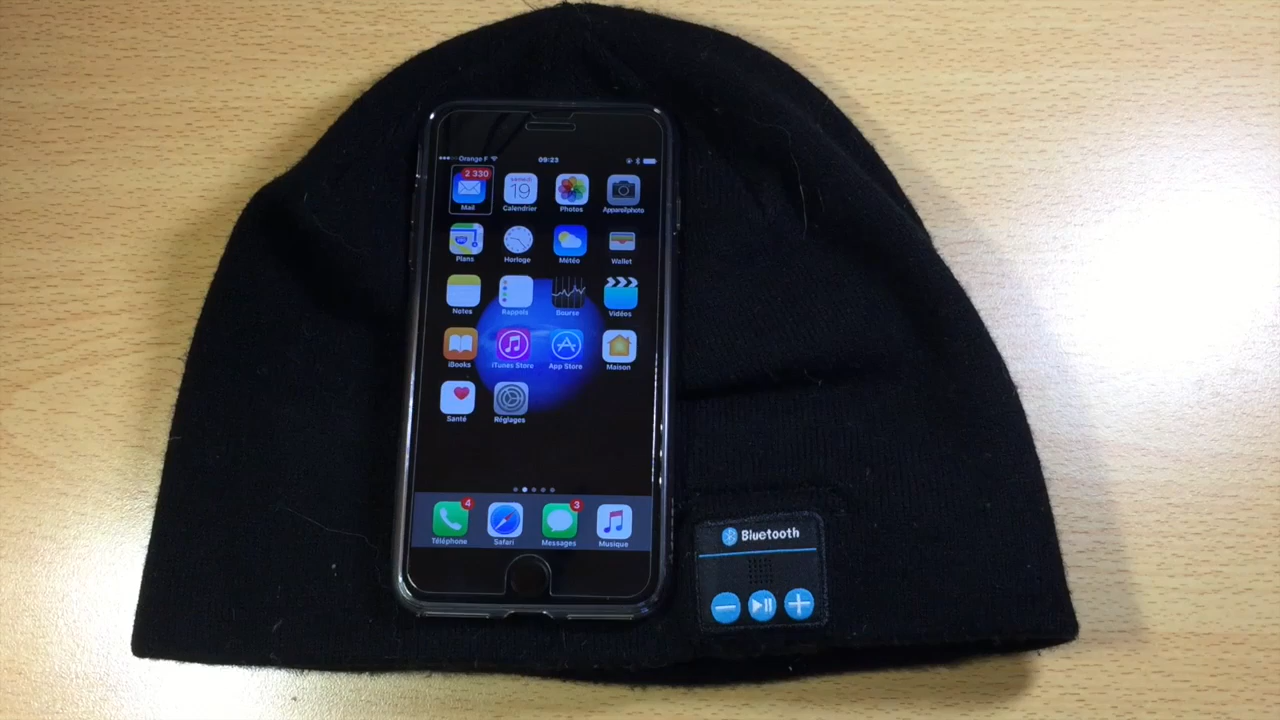 Orange F 09:23
2 330
SAMEDI
19
Mail Calendrier Photos Appareil photo
Plans Horloge Météo Wallet
Notes Rappels Bourse Vidéos
iBooks iTunes Store App Store Maison
Santé Réglages
4 3
Téléphone Safari Messages Musique
Bluetooth